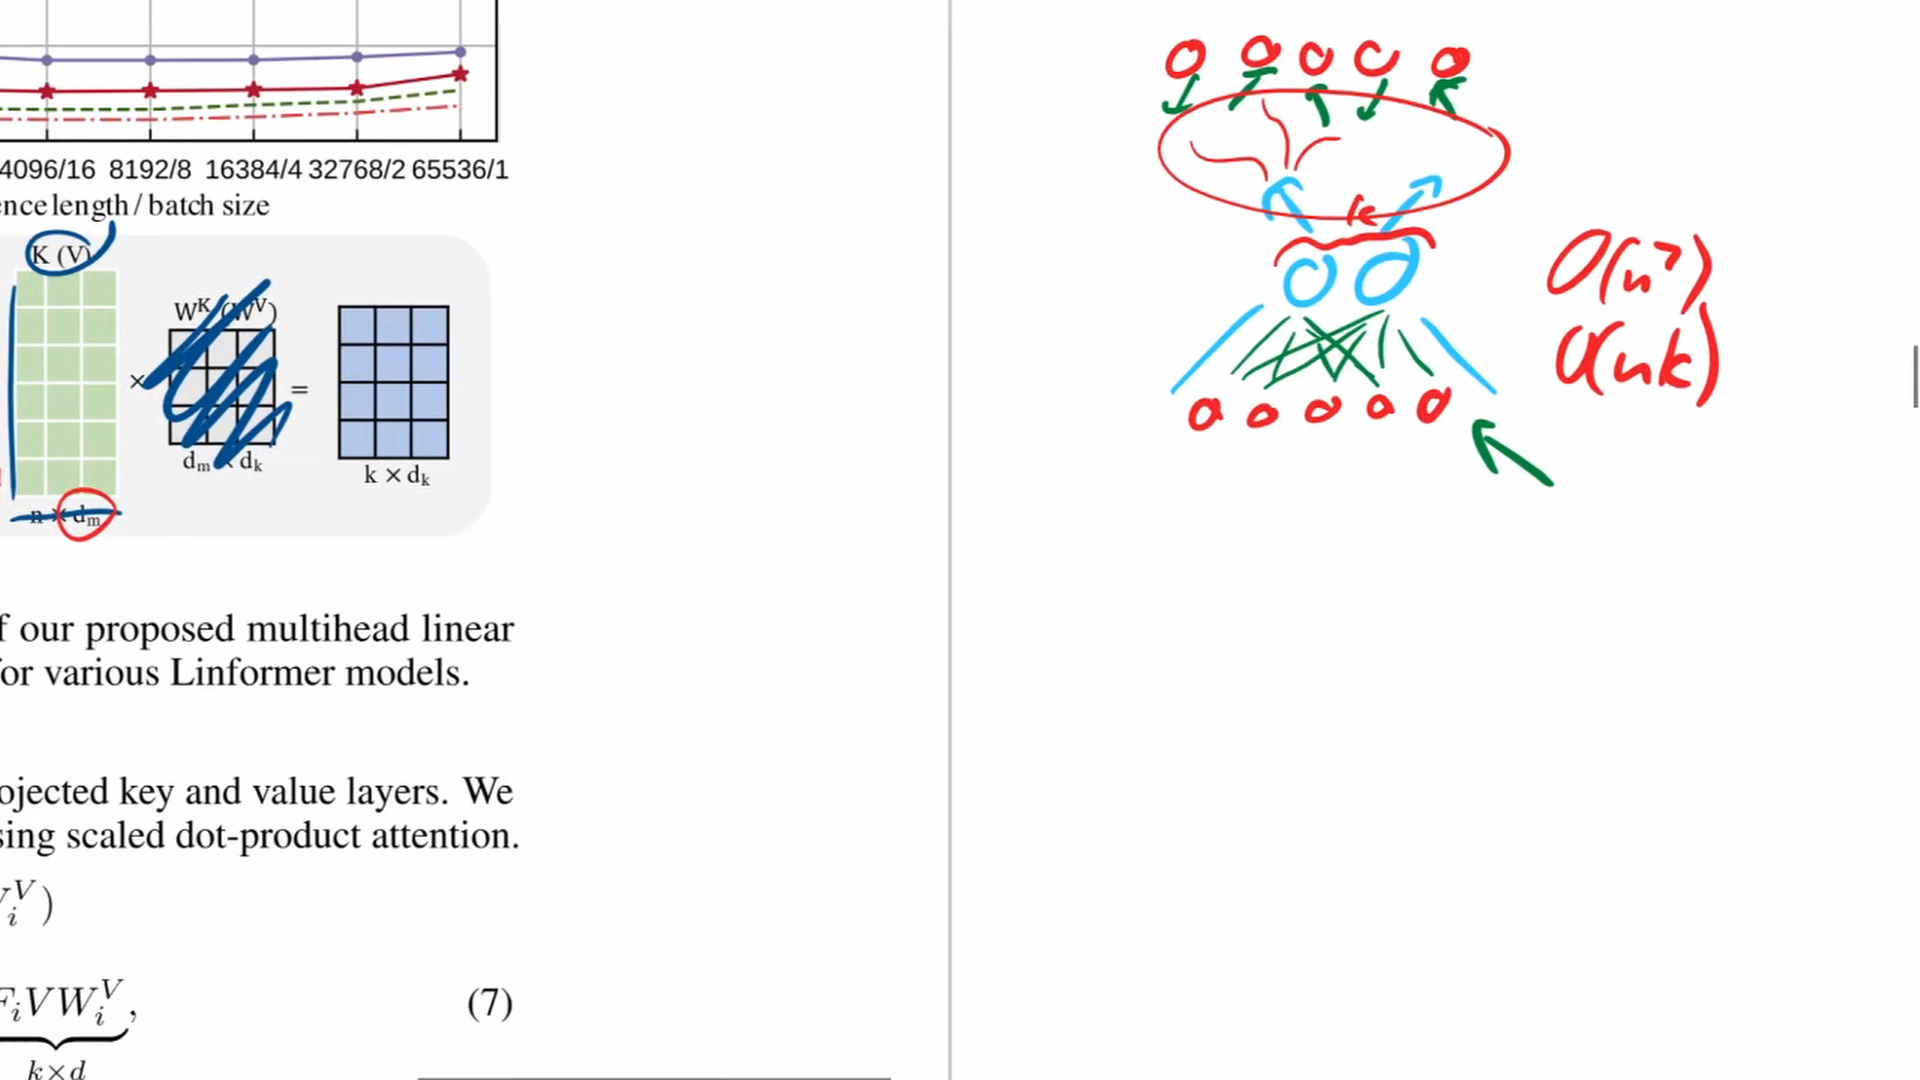 4096/16 8192/8 16384/4 32768/2 65536/1
ence length / batch size
K (V)
W^K (W^V)
×
=
d_m × d_k
k × d_k
n × d_m
f our proposed multihead linear
for various Linformer models.
ojected key and value layers. We
sing scaled dot-product attention.
_i^V)
F_iVW_i^V,
(7)
k×d
k
O(n²)
O(nk)